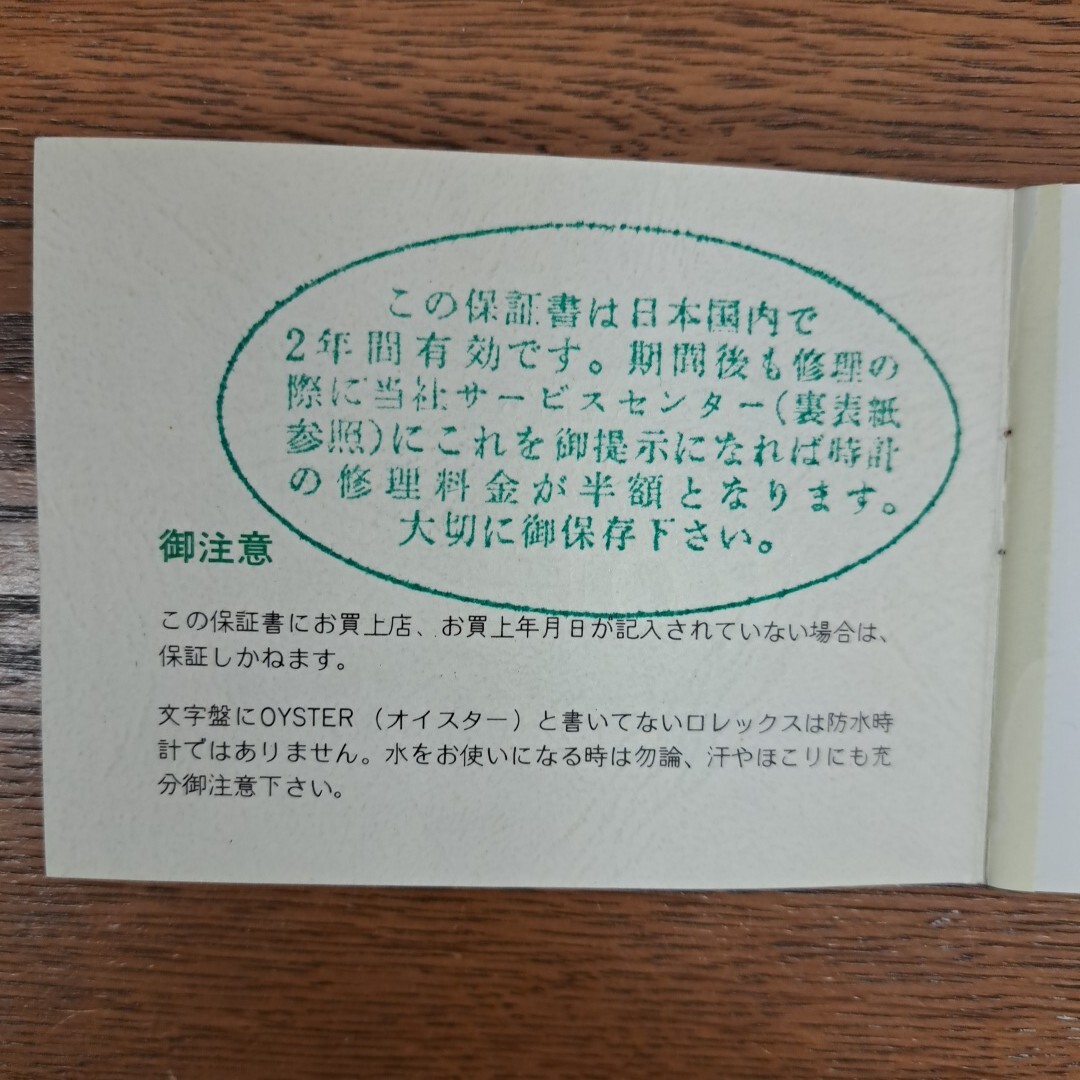 この保証書は日本国内で
2年間有効です。期間後も修理の
際に当社サービスセンター(裏表紙
参照)にこれを御提示になれば時計
の修理料金が半額となります。
大切に御保存下さい。
御注意
この保証書にお買上店、お買上年月日が記入されていない場合は、
保証しかねます。
文字盤にOYSTER（オイスター）と書いてないロレックスは防水時
計ではありません。水をお使いになる時は勿論、汗やほこりにも充
分御注意下さい。